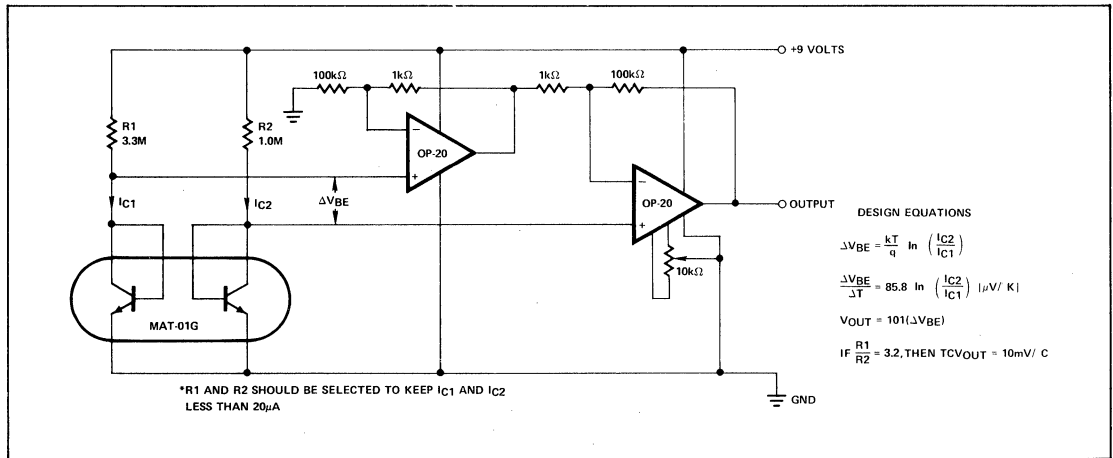 +9 VOLTS
100kΩ
1kΩ
1kΩ
100kΩ
R1
3.3M
R2
1.0M
−
OP-20
+
ΔVBE
IC1
IC2
−
OP-20
+
OUTPUT
10kΩ
MAT-01G
DESIGN EQUATIONS
ΔVBE = kT/q ln (IC2/IC1)
ΔVBE/ΔT = 85.8 ln (IC2/IC1) |μV/ K|
VOUT = 101(ΔVBE)
IF R1/R2 = 3.2, THEN TCVOUT = 10mV/ C
*R1 AND R2 SHOULD BE SELECTED TO KEEP IC1 AND IC2
LESS THAN 20μA
GND